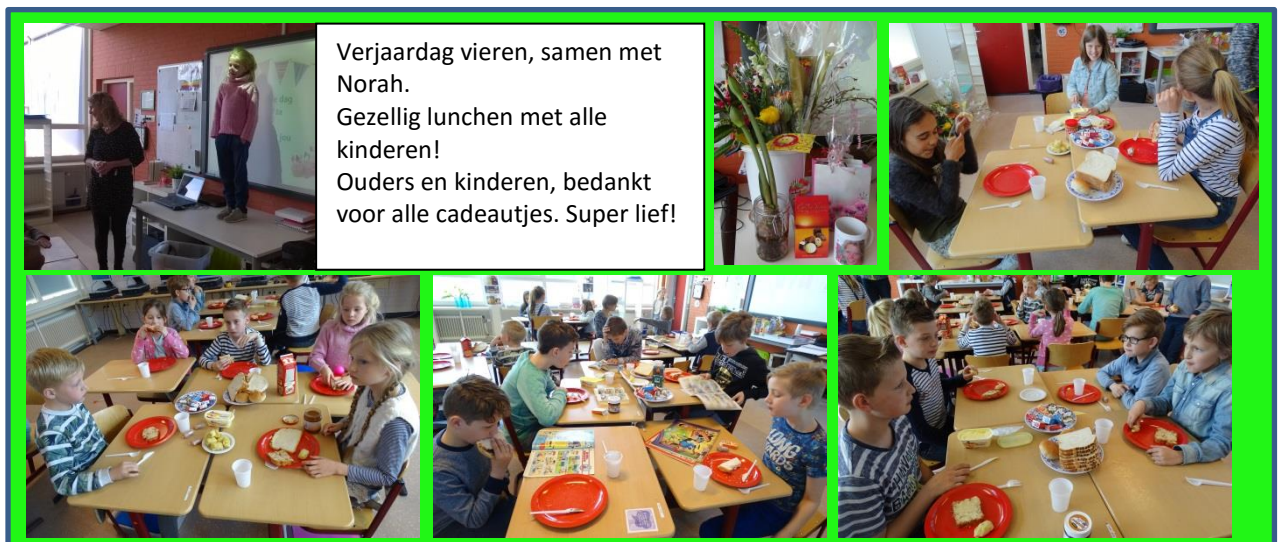 Verjaardag vieren, samen met
Norah.
Gezellig lunchen met alle
kinderen!
Ouders en kinderen, bedankt
voor alle cadeautjes. Super lief!